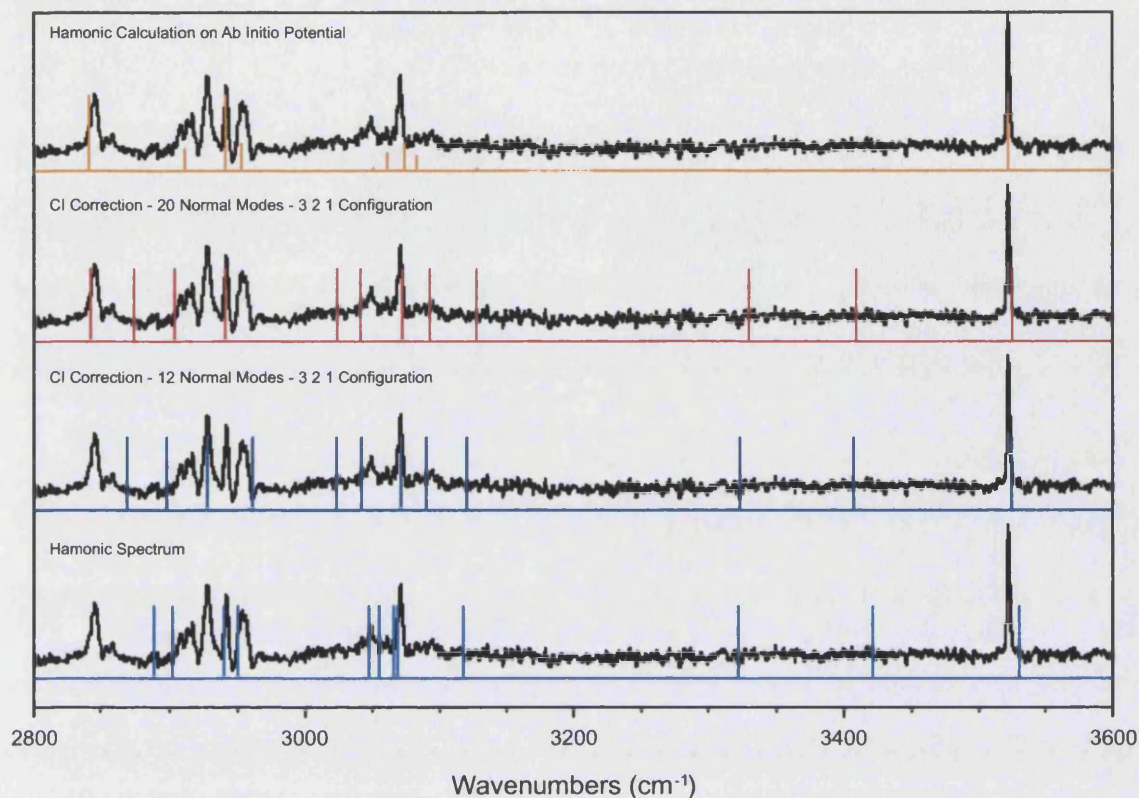 Hamonic Calculation on Ab Initio Potential
CI Correction - 20 Normal Modes - 3 2 1 Configuration
CI Correction - 12 Normal Modes - 3 2 1 Configuration
Hamonic Spectrum
2800 3000 3200 3400 3600
Wavenumbers (cm⁻¹)